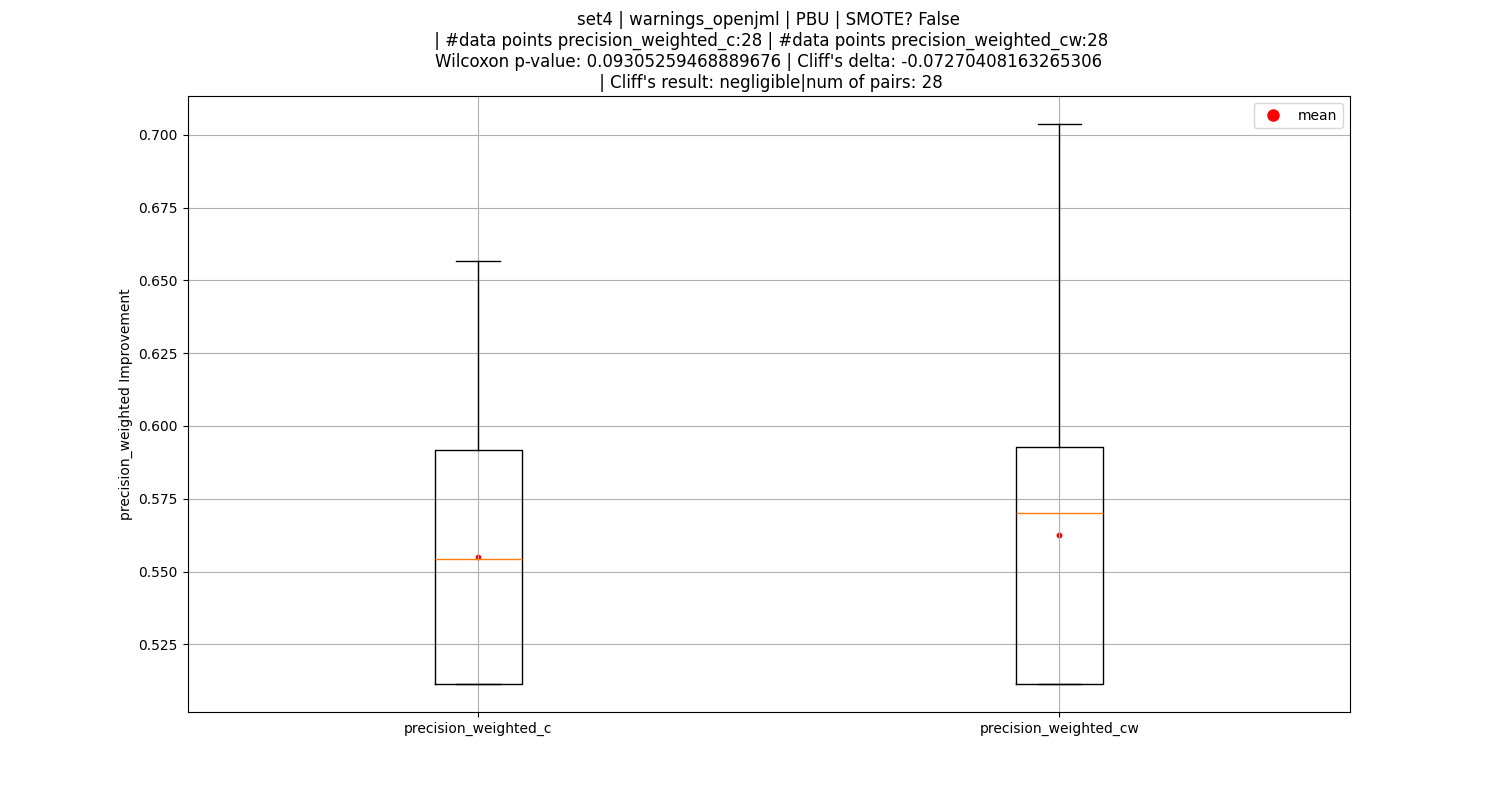 set4 | warnings_openjml | PBU | SMOTE? False
| #data points precision_weighted_c:28 | #data points precision_weighted_cw:28
Wilcoxon p-value: 0.09305259468889676 | Cliff's delta: -0.07270408163265306
| Cliff's result: negligible|num of pairs: 28
mean
0.700
0.675
0.650
0.625
0.600
0.575
0.550
0.525
precision_weighted Improvement
precision_weighted_c
precision_weighted_cw